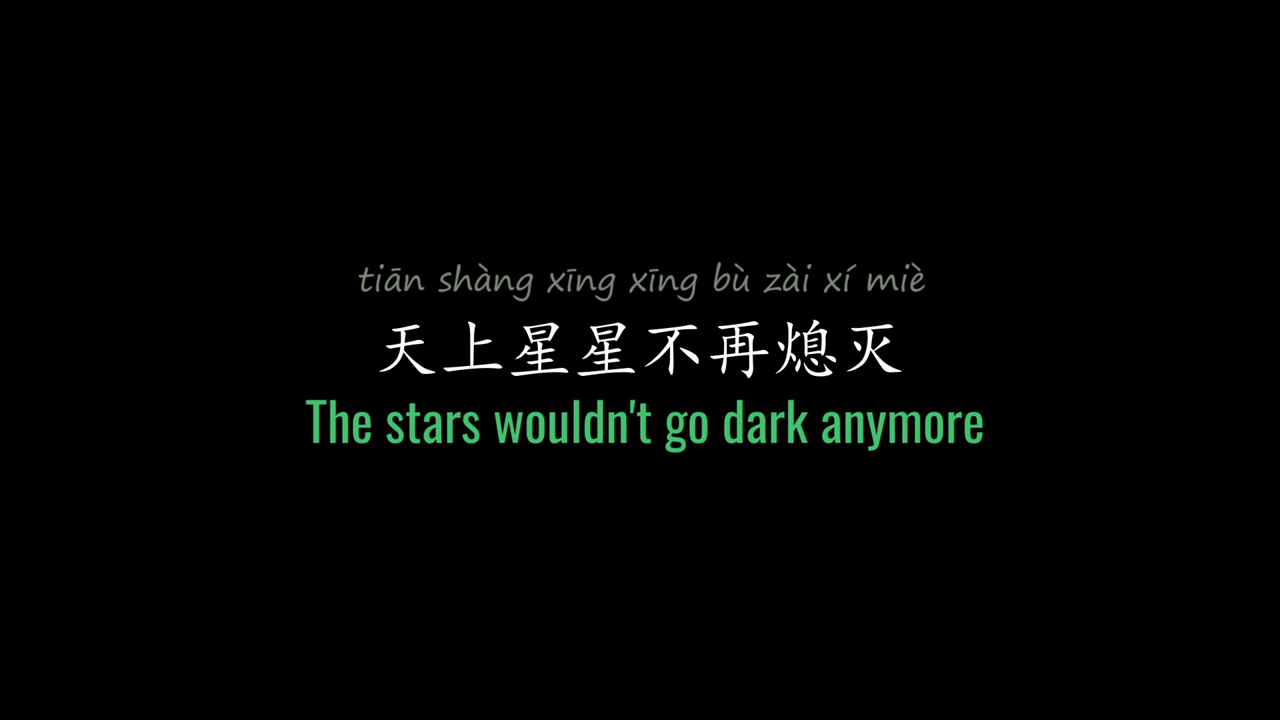 tiān shàng xīng xīng bù zài xí miè
天上星星不再熄灭
The stars wouldn't go dark anymore